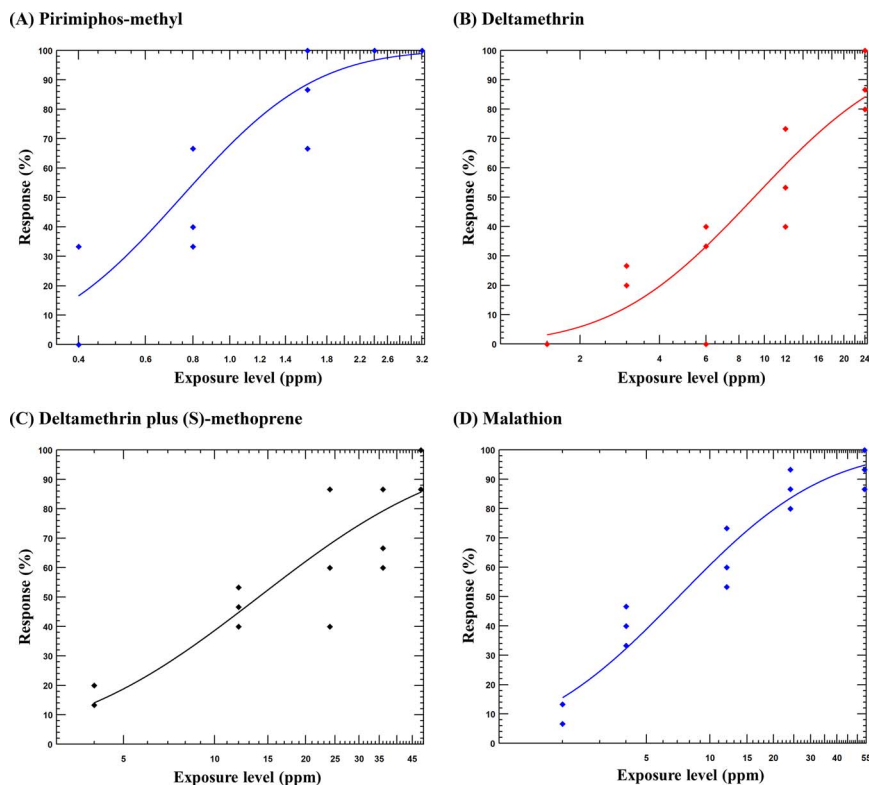 (A) Pirimiphos-methyl
100
90
80
70
60
50
40
30
20
10
0
Response (%)
0.4 0.6 0.8 1.0 1.2 1.4 1.6 1.8 2.2 2.6 3.2
Exposure level (ppm)
(B) Deltamethrin
100
90
80
70
60
50
40
30
20
10
0
Response (%)
2 4 6 8 10 12 16 20 24
Exposure level (ppm)
(C) Deltamethrin plus (S)-methoprene
100
90
80
70
60
50
40
30
20
10
0
Response (%)
5 10 15 20 25 30 35 45
Exposure level (ppm)
(D) Malathion
100
90
80
70
60
50
40
30
20
10
0
Response (%)
5 10 15 20 30 40 55
Exposure level (ppm)